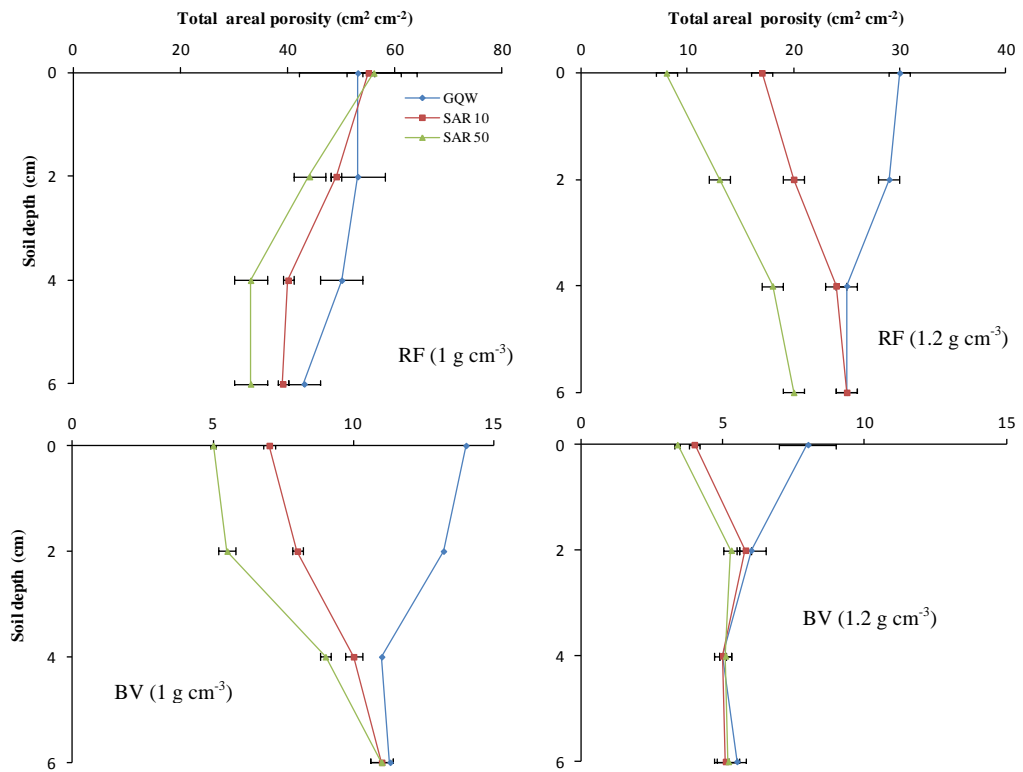 Total areal porosity (cm² cm⁻²)
0 20 40 60 80
0
2
4
6
Soil depth (cm)
GQW
SAR 10
SAR 50
RF (1 g cm⁻³)
Total areal porosity (cm² cm⁻²)
0 10 20 30 40
0
2
4
6
RF (1.2 g cm⁻³)
0 5 10 15
0
2
4
6
Soil depth (cm)
BV (1 g cm⁻³)
0 5 10 15
0
2
4
6
BV (1.2 g cm⁻³)